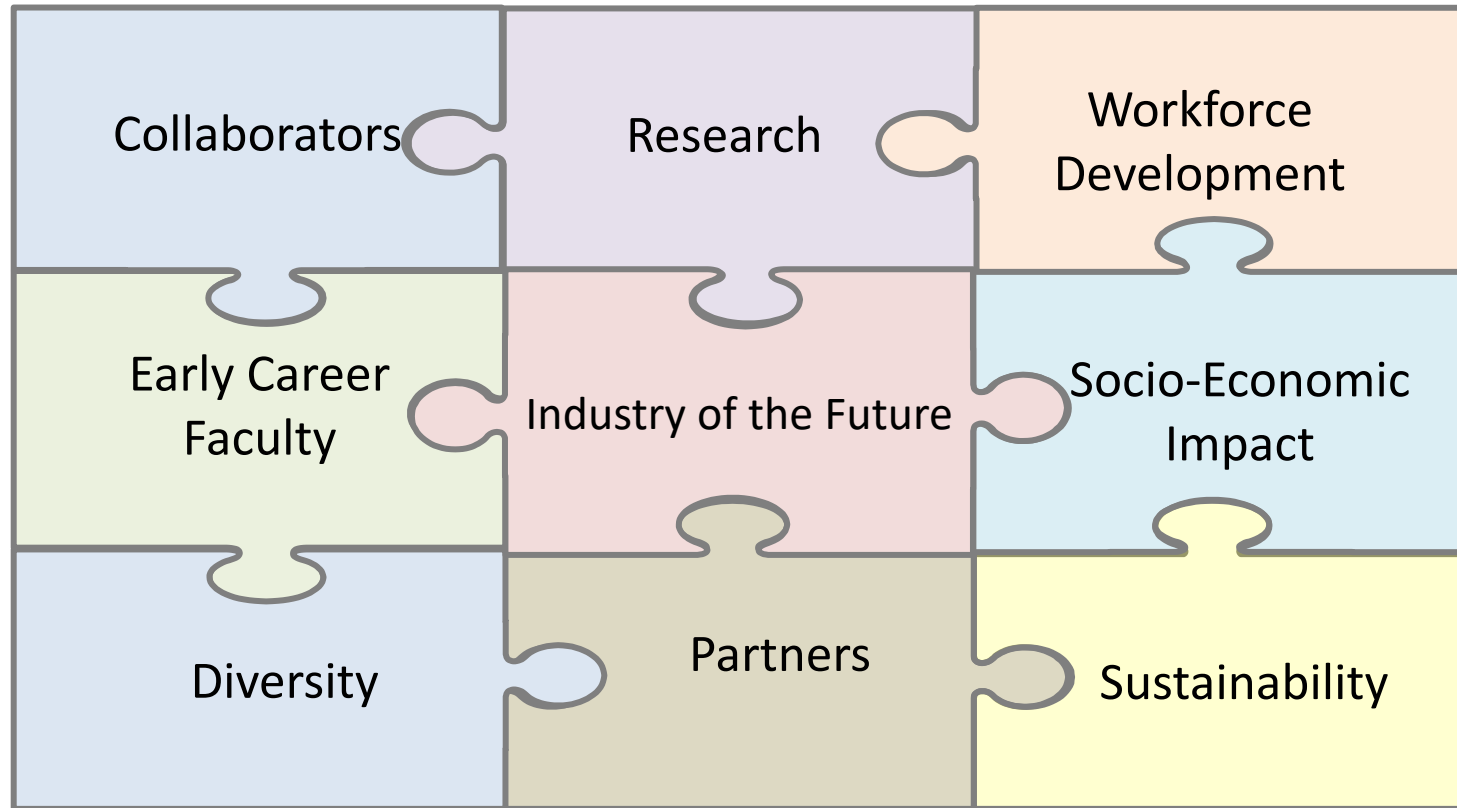 Collaborators
Research
Workforce
Development
Early Career
Faculty
Industry of the Future
Socio-Economic
Impact
Diversity
Partners
Sustainability